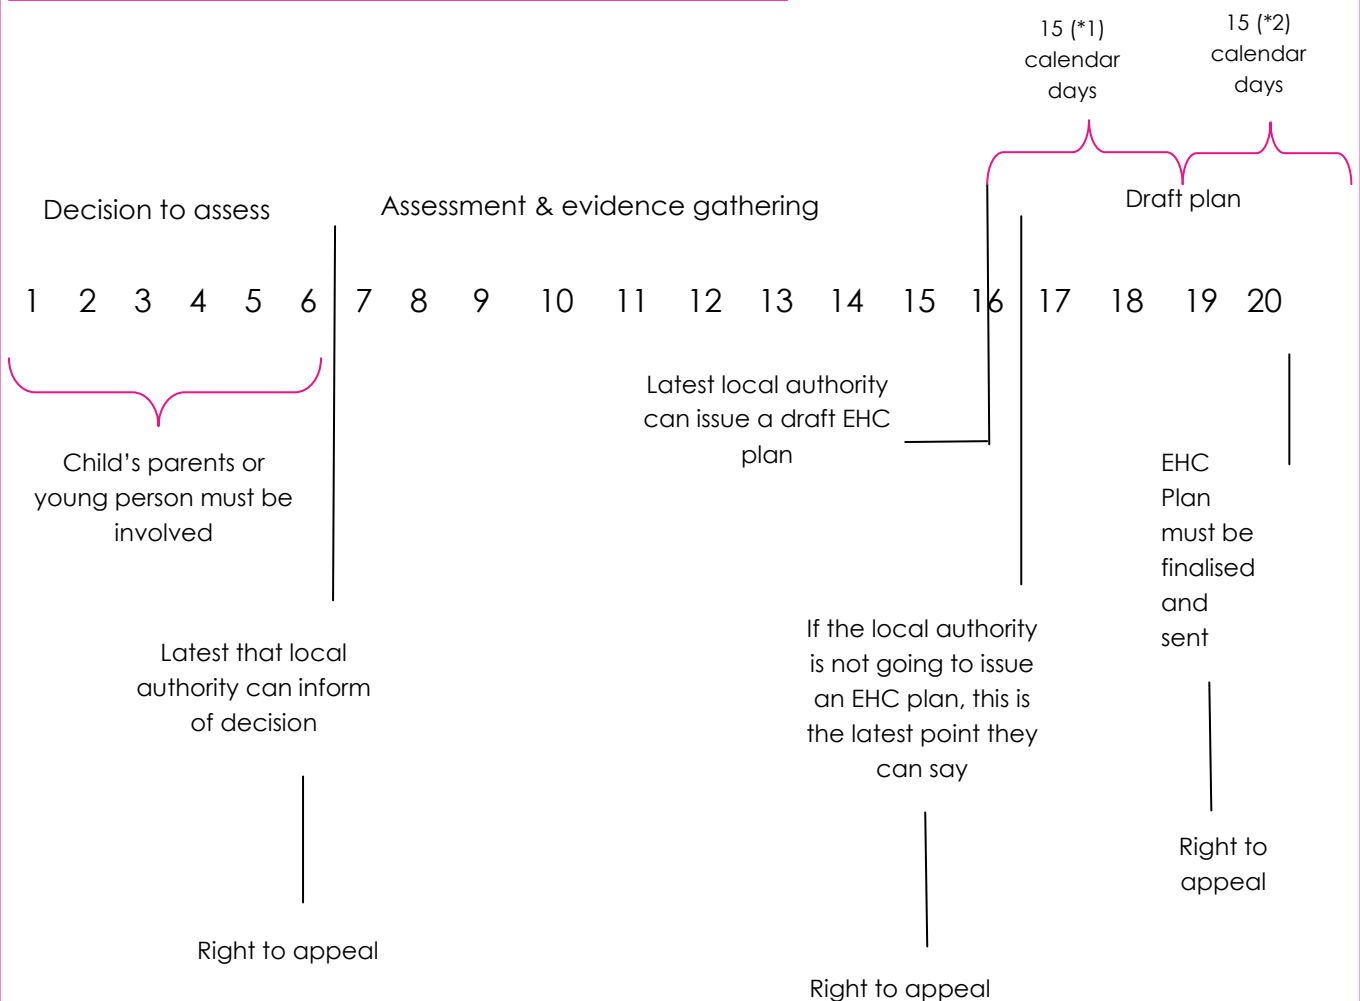 15 (*1)
calendar
days
15 (*2)
calendar
days
Decision to assess
Assessment & evidence gathering
Draft plan
1 2 3 4 5 6 7 8 9 10 11 12 13 14 15 16 17 18 19 20
Latest local authority
can issue a draft EHC
plan
Child’s parents or
young person must be
involved
EHC
Plan
must be
finalised
and
sent
Latest that local
authority can inform
of decision
If the local authority
is not going to issue
an EHC plan, this is
the latest point they
can say
Right to
appeal
Right to appeal
Right to appeal